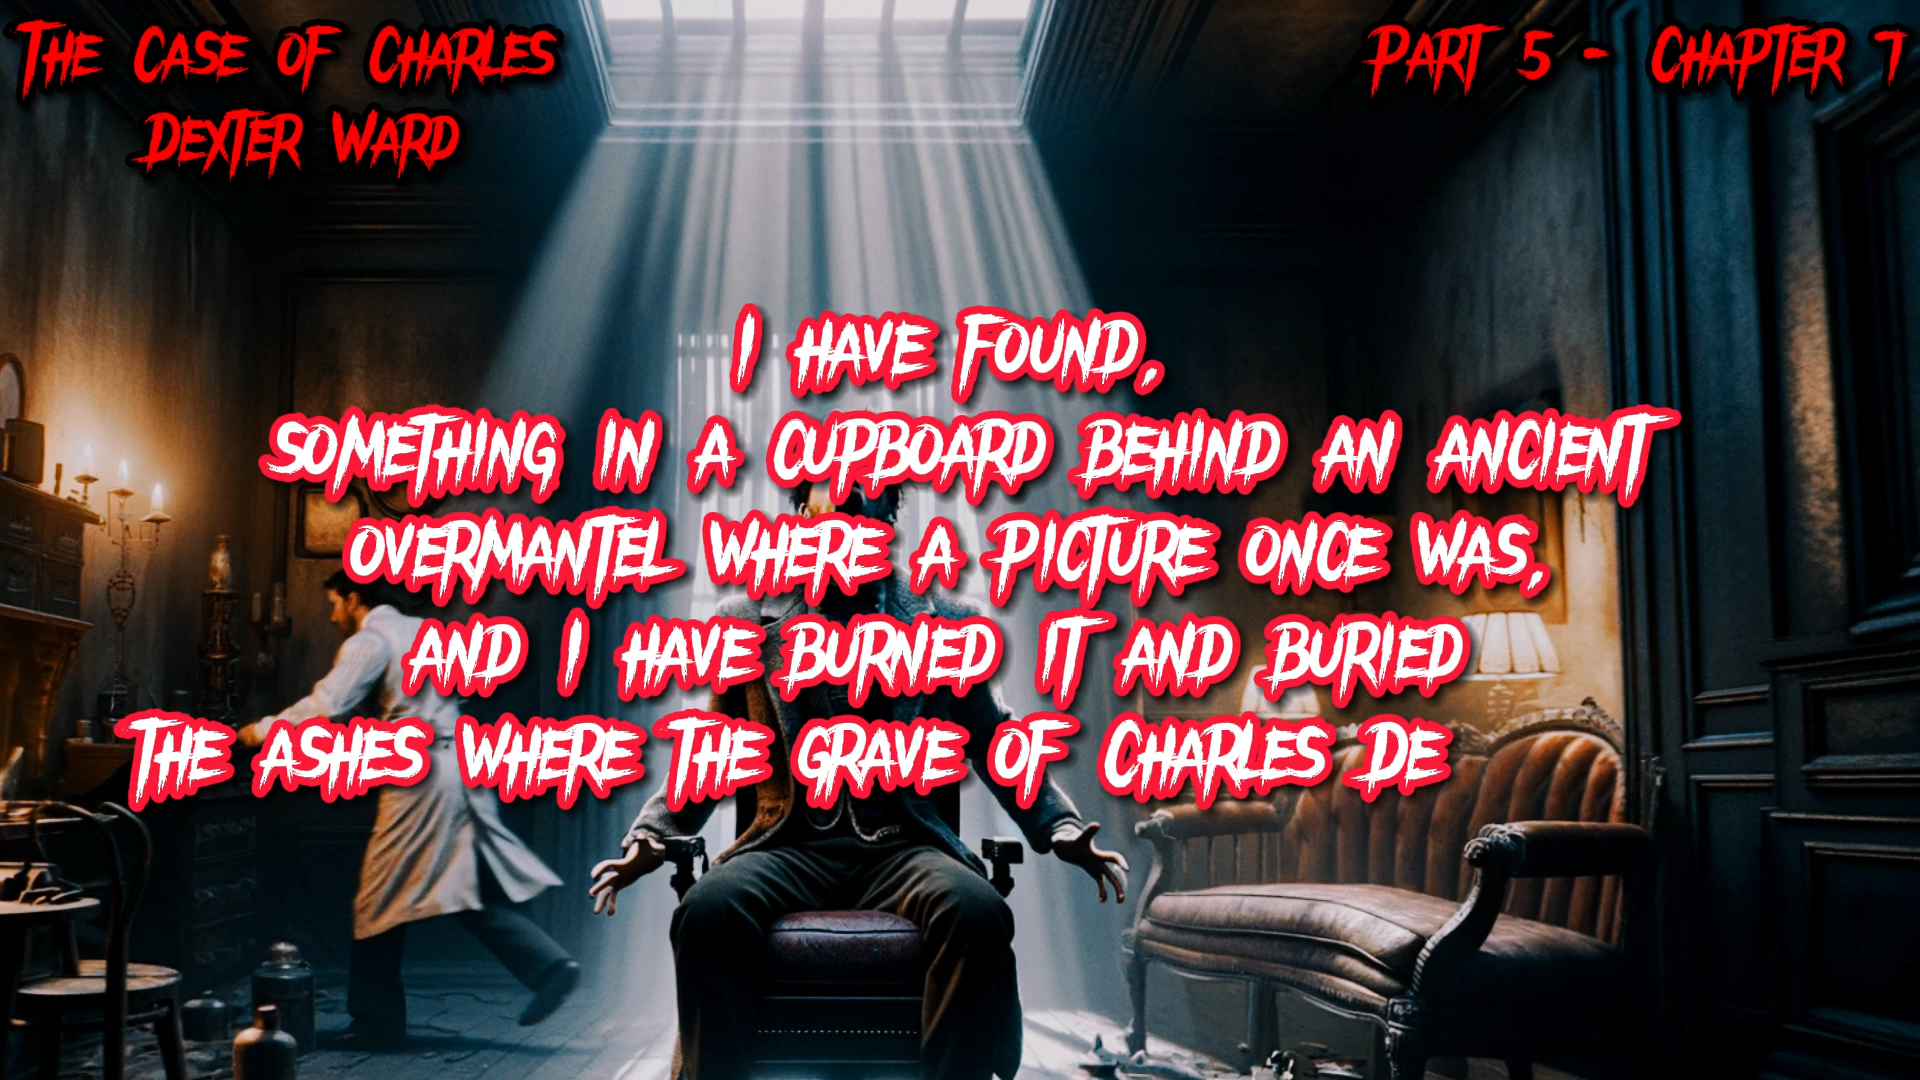 The Case of Charles
Dexter Ward
Part 5 - Chapter 7
I have found,
something in a cupboard behind an ancient
overmantel where a picture once was,
and I have burned it and buried
the ashes where the grave of Charles De